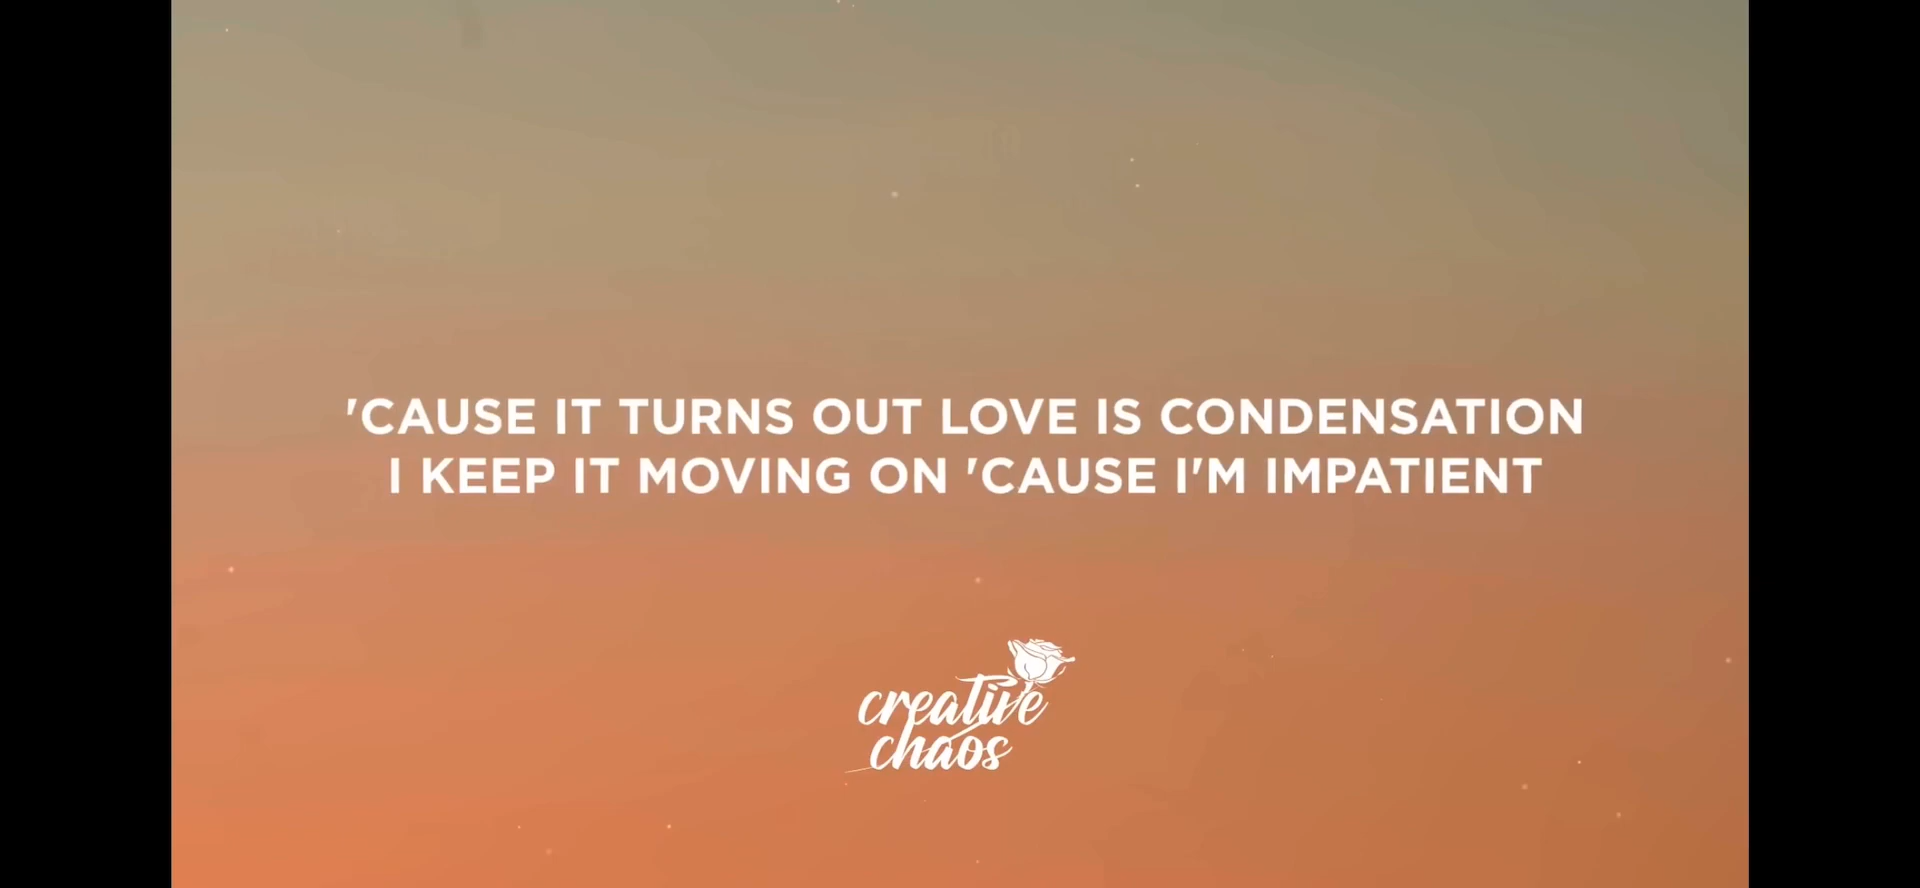 'CAUSE IT TURNS OUT LOVE IS CONDENSATION
I KEEP IT MOVING ON 'CAUSE I'M IMPATIENT
creative
chaos